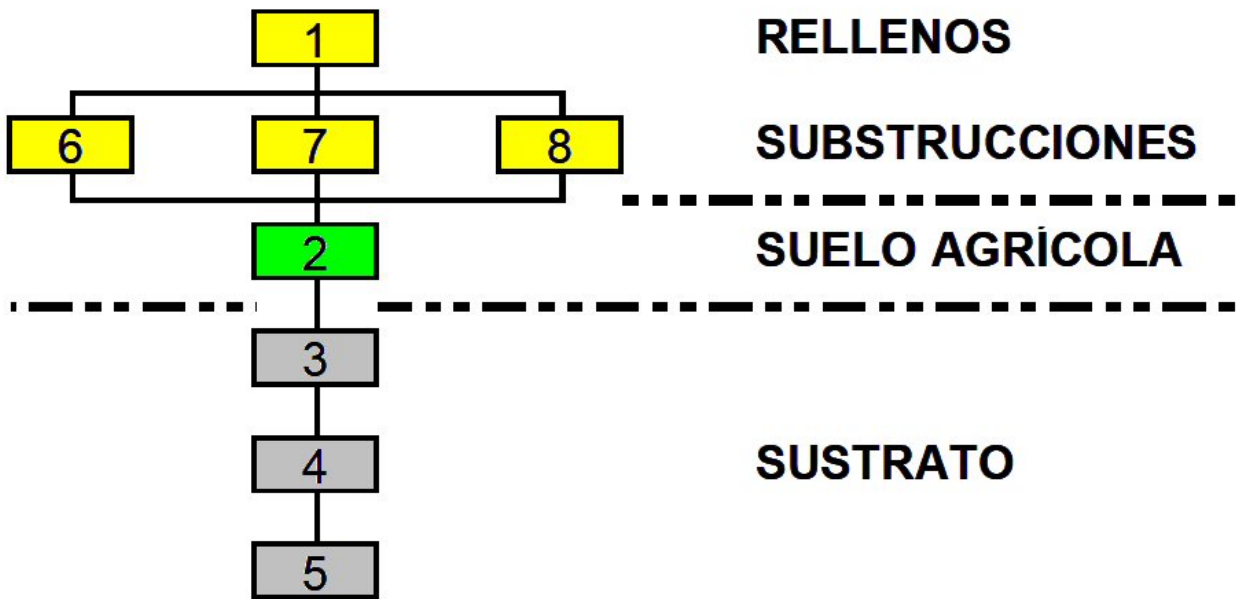 1 RELLENOS
6 7 8 SUBSTRUCCIONES
2 SUELO AGRÍCOLA
3
4 SUSTRATO
5